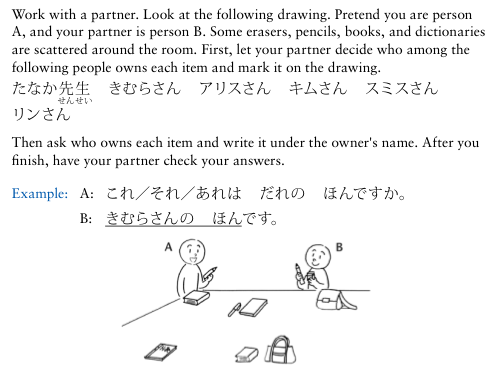 Work with a partner. Look at the following drawing. Pretend you are person
A, and your partner is person B. Some erasers, pencils, books, and dictionaries
are scattered around the room. First, let your partner decide who among the
following people owns each item and mark it on the drawing.
たなか先生　きむらさん　アリスさん　キムさん　スミスさん
せんせい
リンさん
Then ask who owns each item and write it under the owner's name. After you
finish, have your partner check your answers.
Example: A: これ／それ／あれは　だれの　ほんですか。
B: きむらさんの　ほんです。
A B